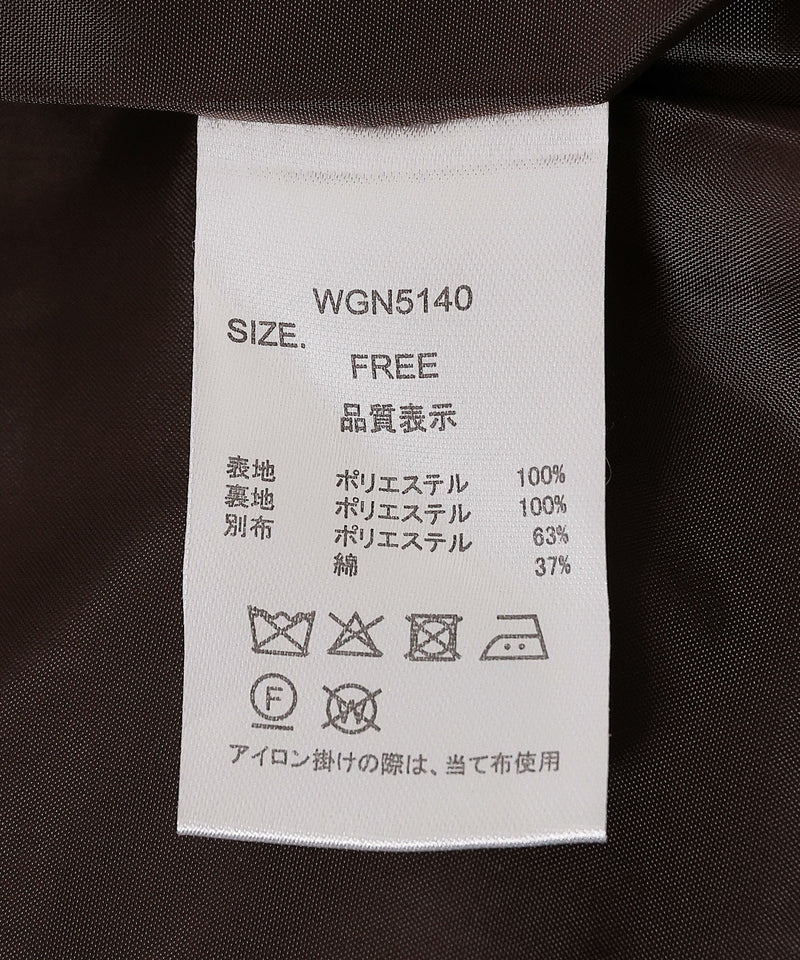 WGN5140
SIZE.
FREE
品質表示
表地 ポリエステル 100%
裏地 ポリエステル 100%
別布 ポリエステル 63%
綿 37%
F W
アイロン掛けの際は、当て布使用